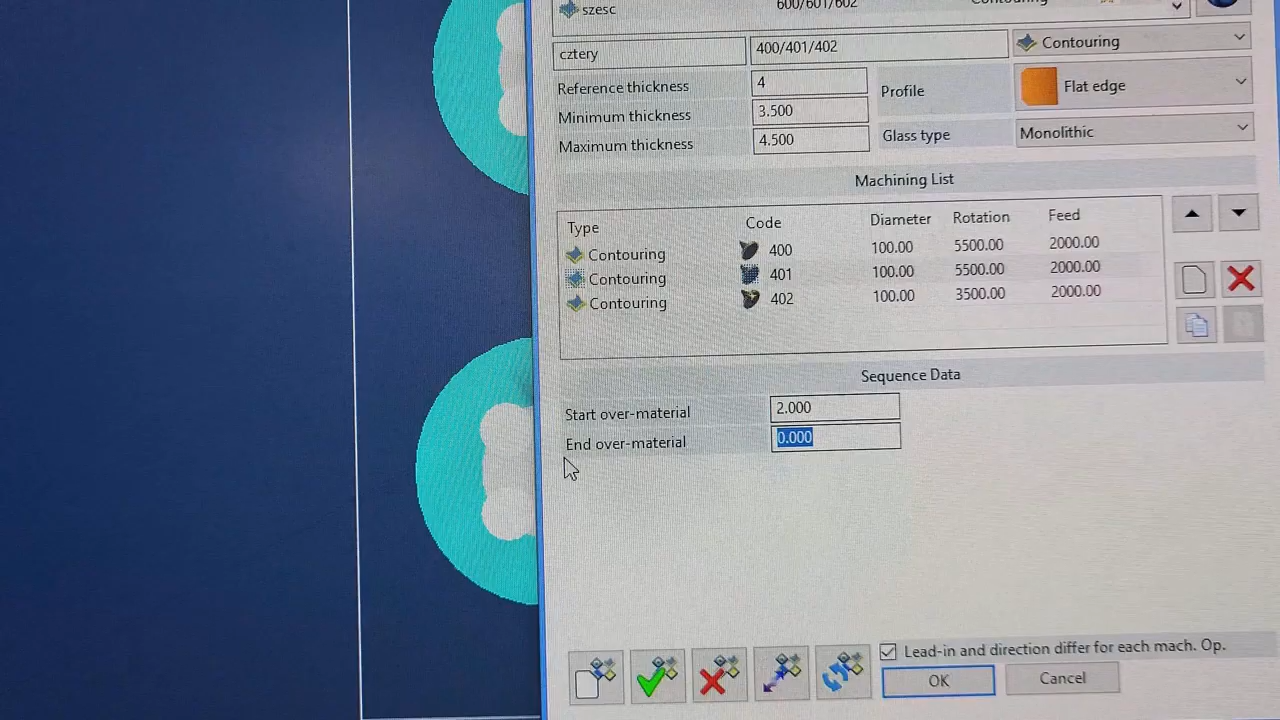 szesc 600/601/602 Contouring
cztery 400/401/402 Contouring
Reference thickness 4 Profile Flat edge
Minimum thickness 3.500
Maximum thickness 4.500 Glass type Monolithic
Machining List
Type Code Diameter Rotation Feed
Contouring 400 100.00 5500.00 2000.00
Contouring 401 100.00 5500.00 2000.00
Contouring 402 100.00 3500.00 2000.00
Sequence Data
Start over-material 2.000
End over-material 0.000
Lead-in and direction differ for each mach. Op.
OK Cancel